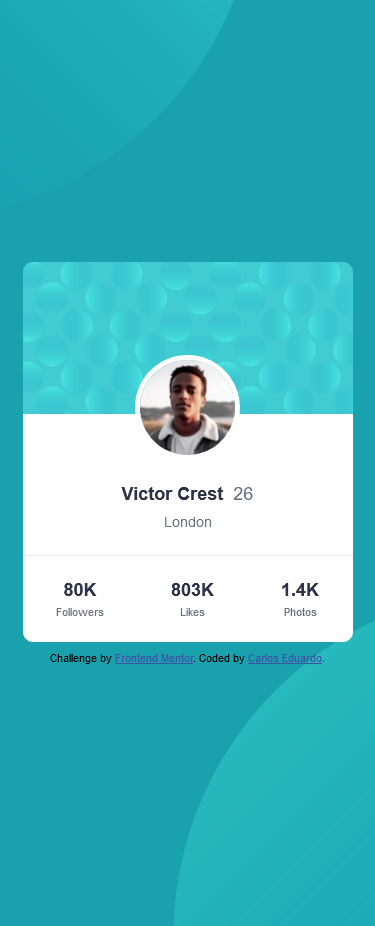 Victor Crest 26
London
80K 803K 1.4K
Followers Likes Photos
Challenge by Frontend Mentor. Coded by Carlos Eduardo.